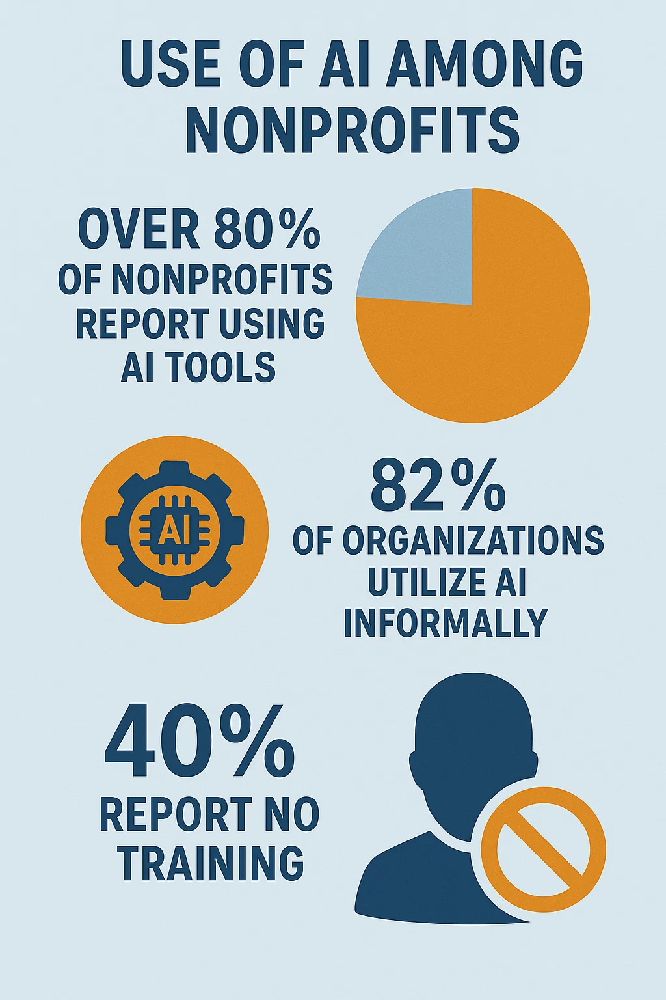 USE OF AI AMONG
NONPROFITS
OVER 80%
OF NONPROFITS
REPORT USING
AI TOOLS
AI
82%
OF ORGANIZATIONS
UTILIZE AI
INFORMALLY
40%
REPORT NO
TRAINING